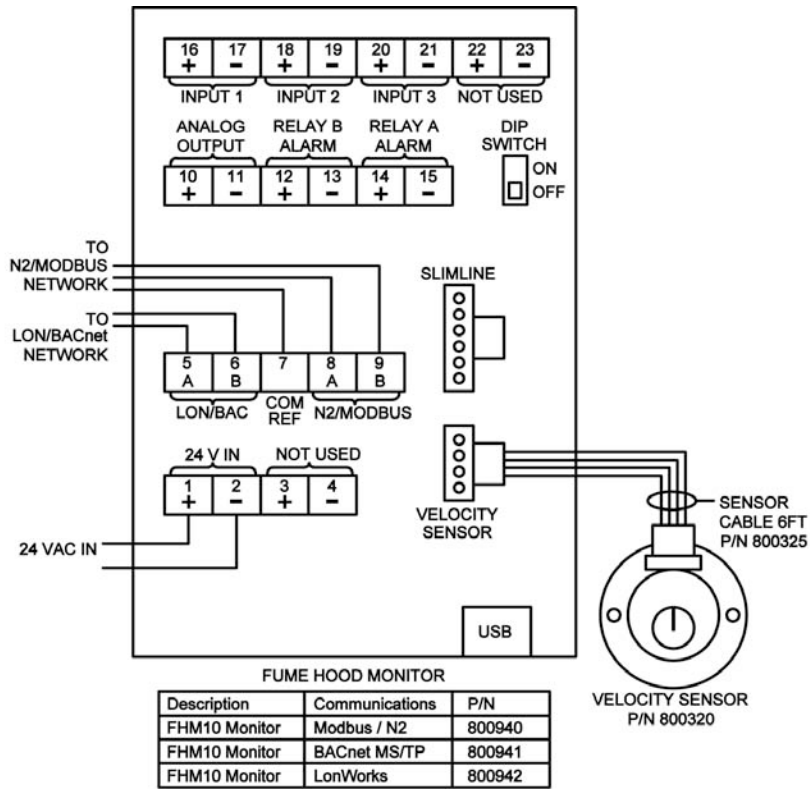 16 17 18 19 20 21 22 23
+ - + - + - + -
INPUT 1 INPUT 2 INPUT 3 NOT USED
ANALOG OUTPUT
RELAY B ALARM
RELAY A ALARM
DIP SWITCH
ON
OFF
10 11 12 13 14 15
+ - + - + -
TO
N2/MODBUS
NETWORK
TO
LON/BACnet
NETWORK
SLIMLINE
5 6 7 8 9
A B A B
LON/BAC
COM
REF
N2/MODBUS
24 V IN NOT USED
1 2 3 4
+ - + -
24 VAC IN
VELOCITY
SENSOR
SENSOR
CABLE 6FT
P/N 800325
USB
VELOCITY SENSOR
P/N 800320
FUME HOOD MONITOR
Description Communications P/N
FHM10 Monitor Modbus / N2 800940
FHM10 Monitor BACnet MS/TP 800941
FHM10 Monitor LonWorks 800942